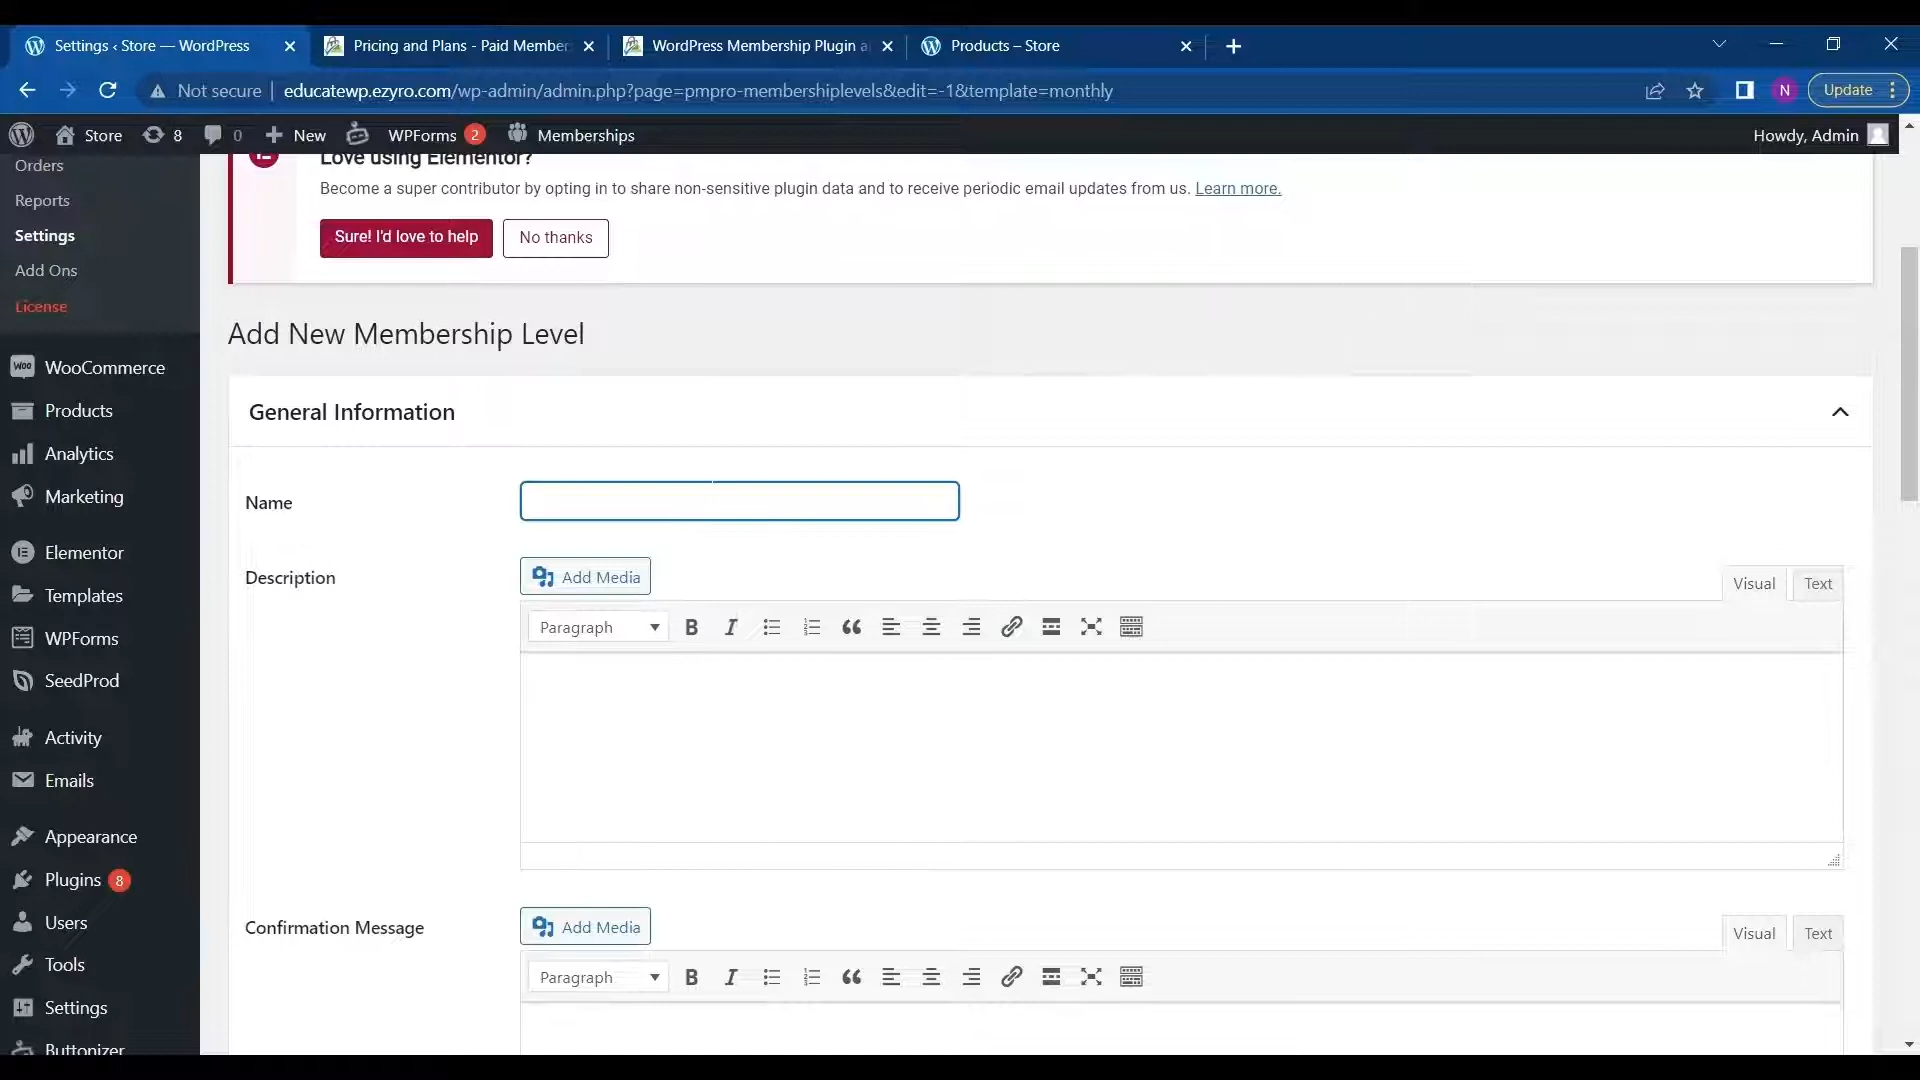 Settings ‹ Store — WordPress
Pricing and Plans - Paid Member
WordPress Membership Plugin a
Products – Store
Not secure
educatewp.ezyro.com/wp-admin/admin.php?page=pmpro-membershiplevels&edit=-1&template=monthly
N
Update
Store
8
0
New
WPForms 2
Memberships
Howdy, Admin
Orders
Reports
Settings
Add Ons
License
WooCommerce
Products
Analytics
Marketing
Elementor
Templates
WPForms
SeedProd
Activity
Emails
Appearance
Plugins 8
Users
Tools
Settings
Buttonizer
Love using Elementor?
Become a super contributor by opting in to share non-sensitive plugin data and to receive periodic email updates from us. Learn more.
Sure! I'd love to help
No thanks
Add New Membership Level
General Information
Name
Description
Add Media
Visual
Text
Paragraph
Confirmation Message
Add Media
Visual
Text
Paragraph